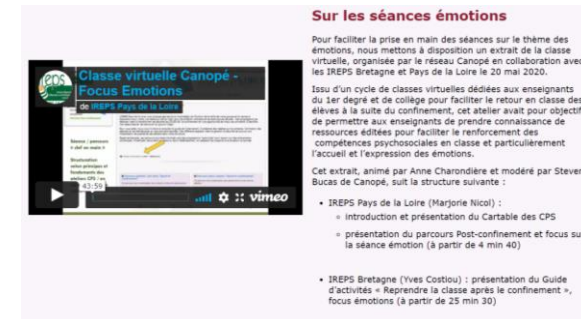 Sur les séances émotions
Pour faciliter la prise en main des séances sur le thème des
émotions, nous mettons à disposition un extrait de la classe
virtuelle, organisée par le réseau Canopé en collaboration avec
les IREPS Bretagne et Pays de la Loire le 20 mai 2020.
Issu d'un cycle de classes virtuelles dédiées aux enseignants
du 1er degré et de collège pour faciliter le retour en classe des
élèves à la suite du confinement, cet atelier avait pour objectif
de permettre aux enseignants de prendre connaissance de
ressources éditées pour faciliter le renforcement des
compétences psychosociales en classe et particulièrement
l'accueil et l'expression des émotions.
Cet extrait, animé par Anne Charondière et modéré par Steven
Bucas de Canopé, suit la structure suivante :
• IREPS Pays de la Loire (Marjorie Nicol) :
introduction et présentation du Cartable des CPS
présentation du parcours Post-confinement et focus su
la séance émotion (à partir de 4 min 40)
• IREPS Bretagne (Yves Costiou) : présentation du Guide
d'activités « Reprendre la classe après le confinement »,
focus émotions (à partir de 25 min 30)
ireps
Classe virtuelle Canopé -
Focus Emotions
de IREPS Pays de la Loire
Séance / parcours
« clef en main »
Structuration
43:59
vimeo